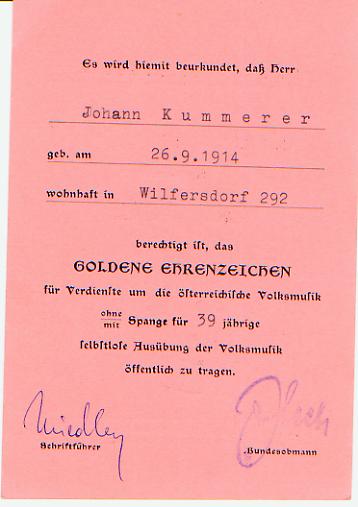 Es wird hiemit beurkundet, daß Herr
Johann Kummerer
geb. am 26.9.1914
wohnhaft in Wilfersdorf 292
berechtigt ist, das
GOLDENE EHRENZEICHEN
für Verdienste um die österreichische Volksmusik
ohne
mit Spange für 39 jährige
selbstlose Ausübung der Volksmusik
öffentlich zu tragen.
Schriftführer
Bundesobmann